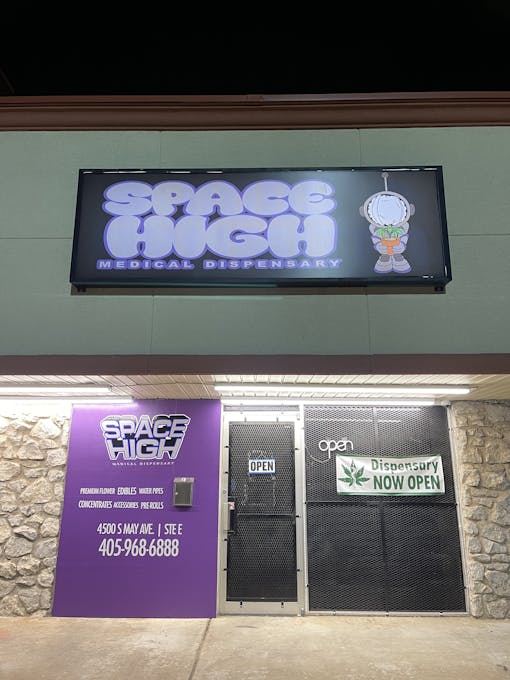 SPACE
HIGH
MEDICAL DISPENSARY
SPACE
HIGH
MEDICAL DISPENSARY
PREMIUM FLOWER EDIBLES WATER PIPES
CONCENTRATES ACCESSORIES PRE ROLLS
4500 S MAY AVE. | STE E
405-968-6888
OPEN
open
Dispensary
NOW OPEN